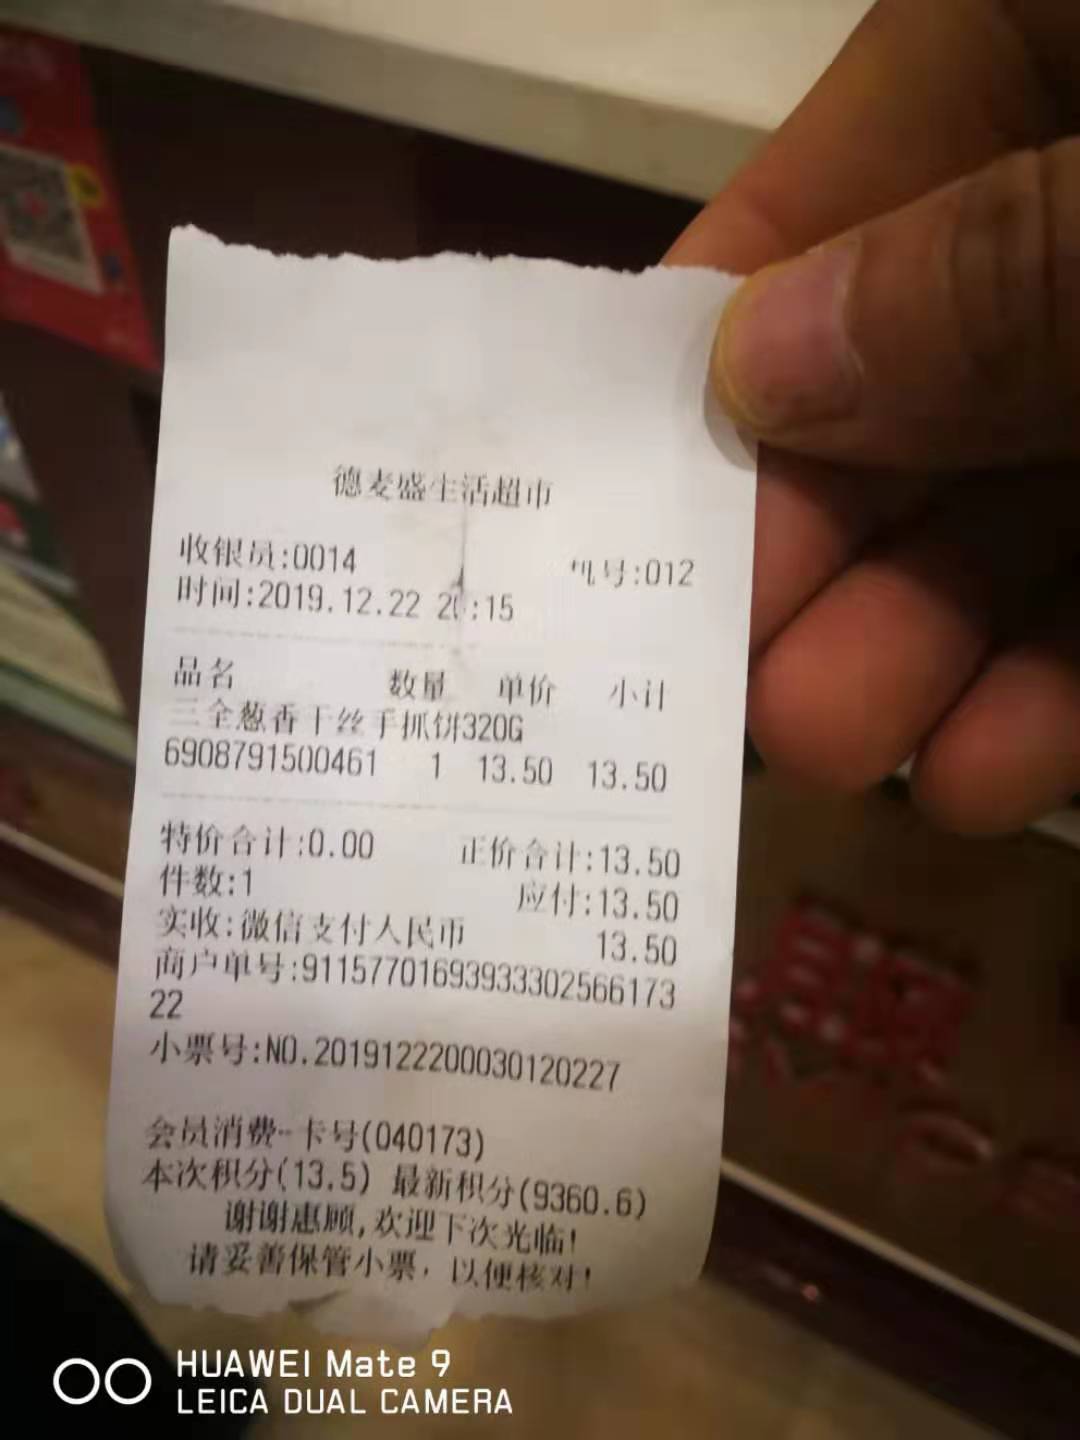 德麦盛生活超市
收银员:0014 机号:012
时间:2019.12.22 2 :15
品名 数量 单价 小计
三全葱香千丝手抓饼320G
6908791500461 1 13.50 13.50
特价合计:0.00 正价合计:13.50
件数:1 应付:13.50
实收:微信支付人民币 13.50
商户单号:9115770169393330256617​3
22
小票号:NO.2019122200030120227
会员消费--卡号(040173)
本次积分(13.5) 最新积分(9360.6)
谢谢惠顾,欢迎下次光临!
请妥善保管小票，以便核对!
HUAWEI Mate 9
LEICA DUAL CAMERA